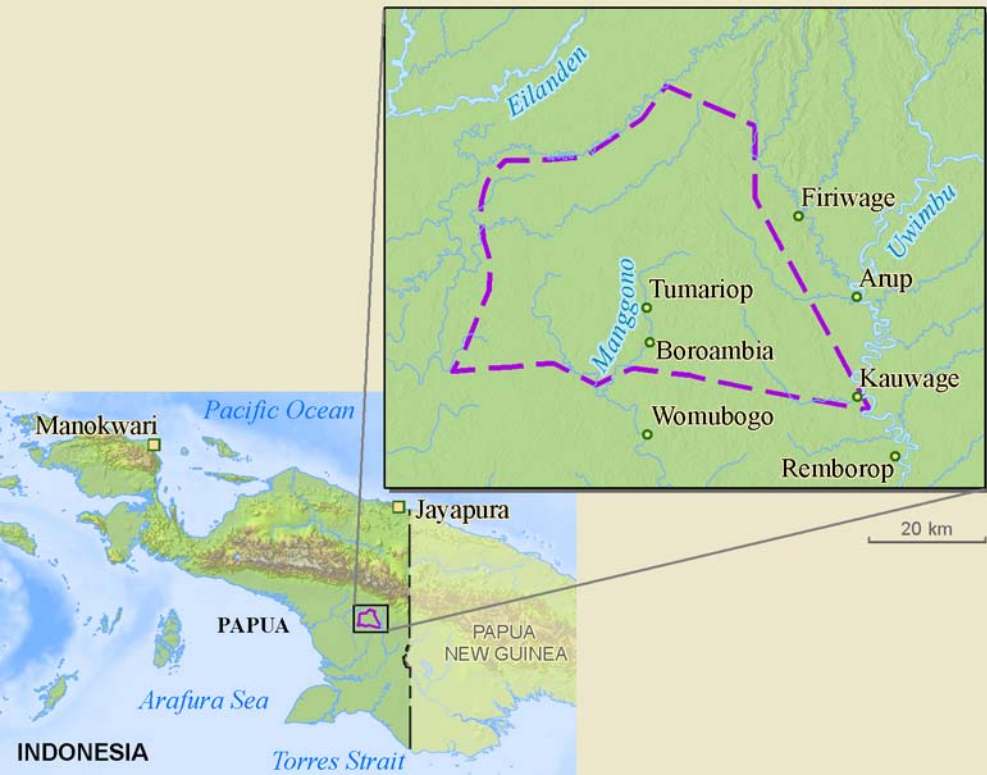 Eilanden
Firiwage
Uwimbu
Arup
Manggono
Tumariop
Boroambia
Kauwage
Womubogo
Remborop
20 km
Pacific Ocean
Manokwari
Jayapura
PAPUA
PAPUA
NEW GUINEA
Arafura Sea
INDONESIA
Torres Strait